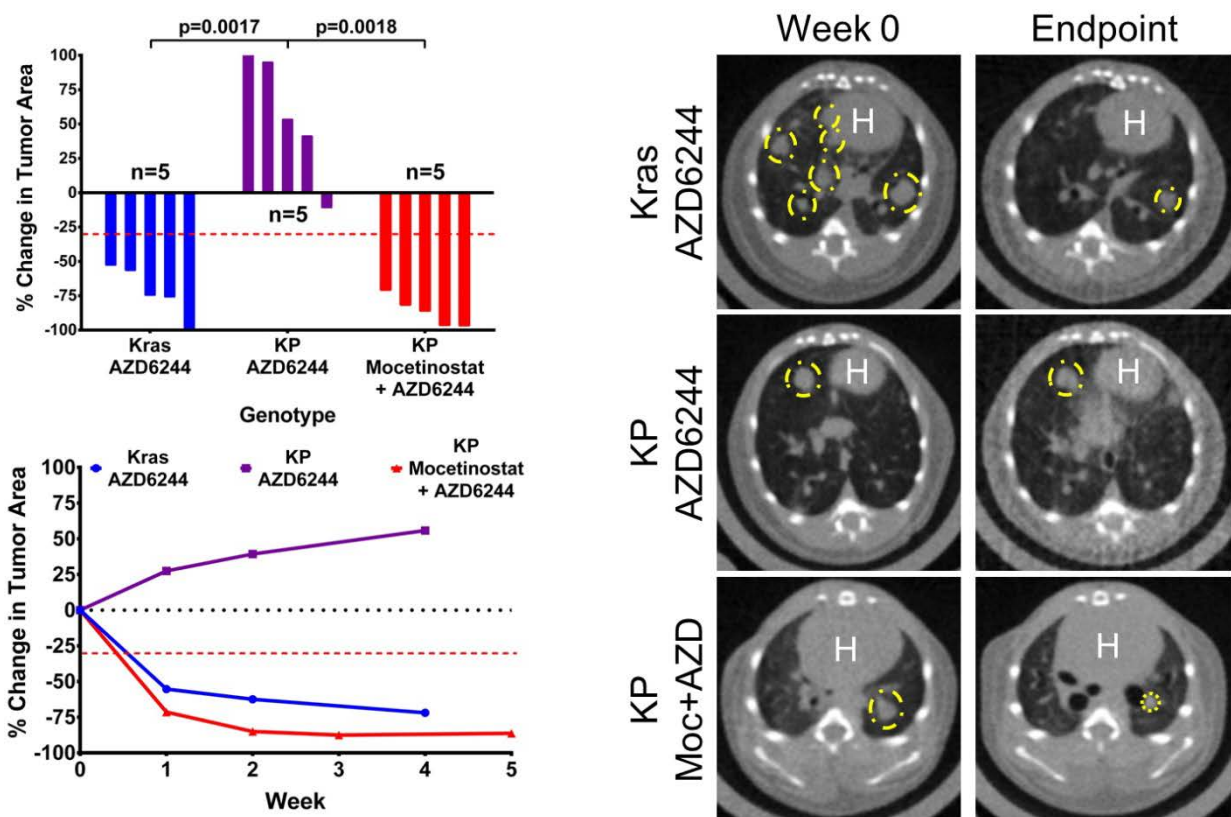 p=0.0017 p=0.0018
% Change in Tumor Area
100
75
50
25
0
-25
-50
-75
-100
n=5
n=5
n=5
Kras
AZD6244
KP
AZD6244
KP
Mocetinostat
+ AZD6244
Genotype
% Change in Tumor Area
100
75
50
25
0
-25
-50
-75
-100
Kras
AZD6244
KP
AZD6244
KP
Mocetinostat
+ AZD6244
0 1 2 3 4 5
Week
Week 0 Endpoint
Kras
AZD6244
H H
KP
AZD6244
H H
KP
Moc+AZD
H H